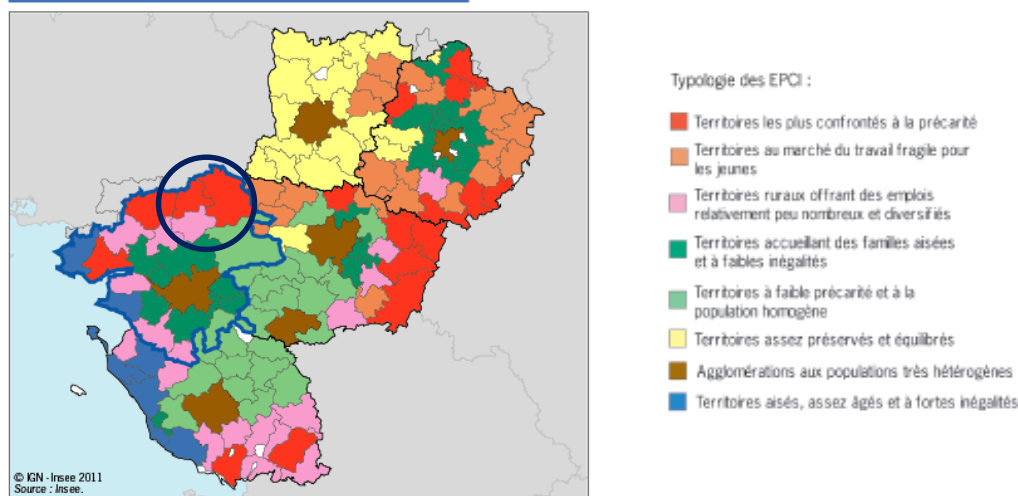 Typologie des EPCI :
Territoires les plus confrontés à la précarité
Territoires au marché du travail fragile pour
les jeunes
Territoires ruraux offrant des emplois
relativement peu nombreux et diversifiés
Territoires accueillant des familles aisées
et à faibles inégalités
Territoires à faible précarité et à la
population homogène
Territoires assez préservés et équilibrés
Agglomérations aux populations très hétérogènes
Territoires aisés, assez âgés et à fortes inégalités
© IGN - Insee 2011
Source : Insee.